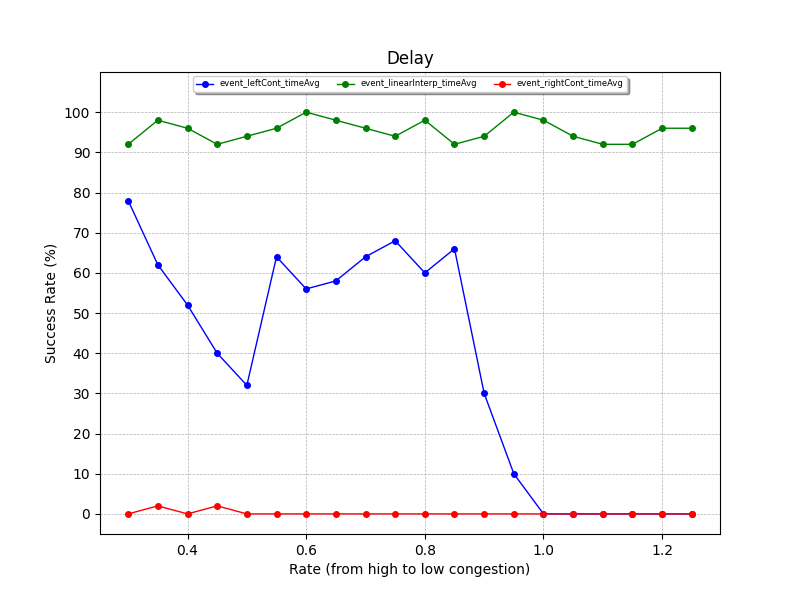 Delay
event_leftCont_timeAvg event_linearInterp_timeAvg event_rightCont_timeAvg
100
90
80
70
60
50
40
30
20
10
0
Success Rate (%)
0.4 0.6 0.8 1.0 1.2
Rate (from high to low congestion)